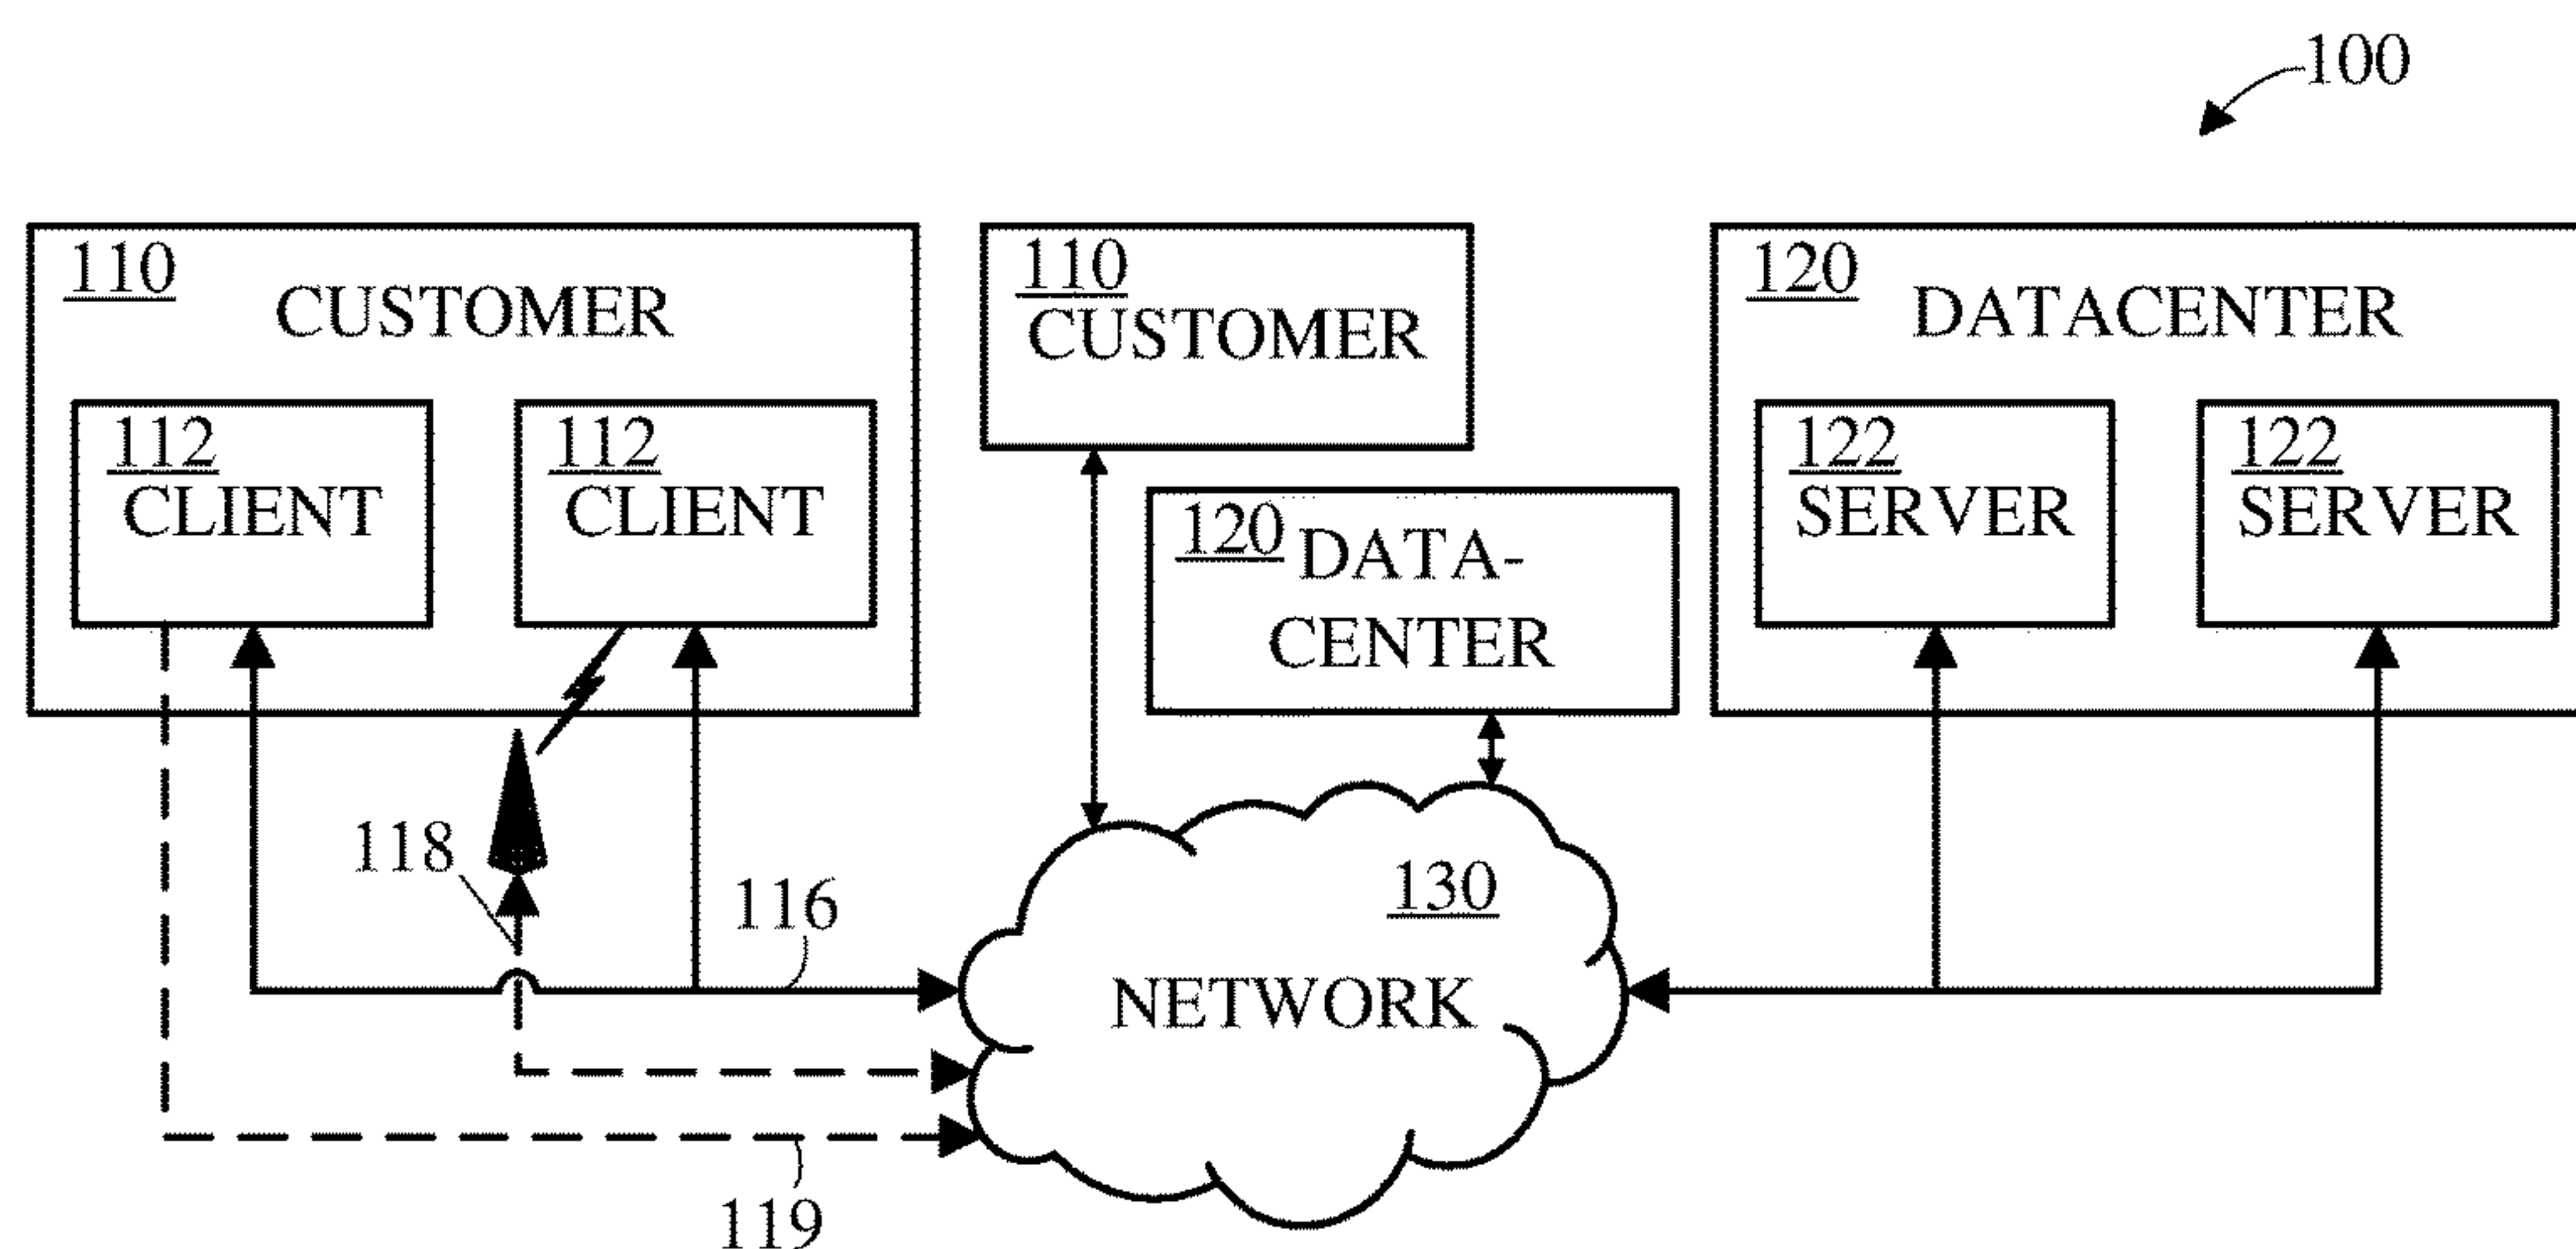 100
110
CUSTOMER
112
CLIENT
112
CLIENT
110
CUSTOMER
120
DATA-
CENTER
120
DATACENTER
122
SERVER
122
SERVER
118
116
130
NETWORK
119